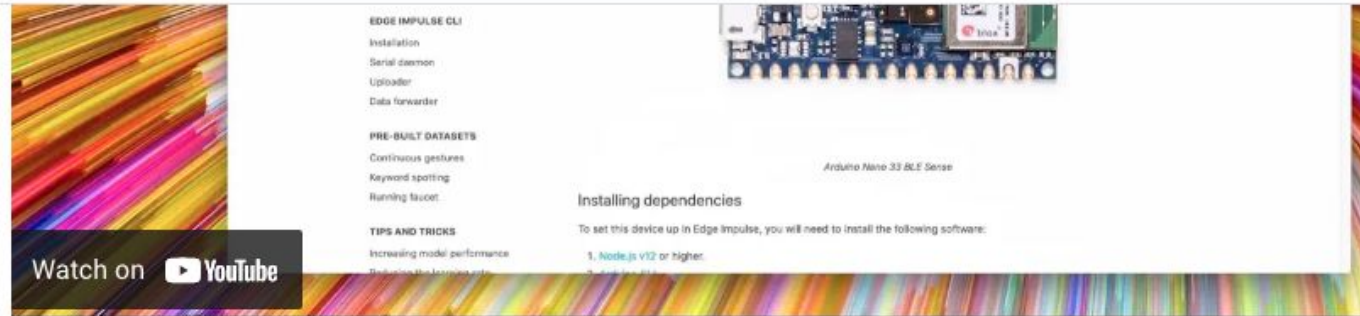 EDGE IMPULSE CLI
Installation
Serial daemon
Uploader
Data forwarder
PRE-BUILT DATASETS
Continuous gestures
Keyword spotting
Running faucet
TIPS AND TRICKS
Increasing model performance
Arduino Nano 33 BLE Sense
Installing dependencies
To set this device up in Edge Impulse, you will need to install the following software:
1. Node.js v12 or higher.
Watch on YouTube